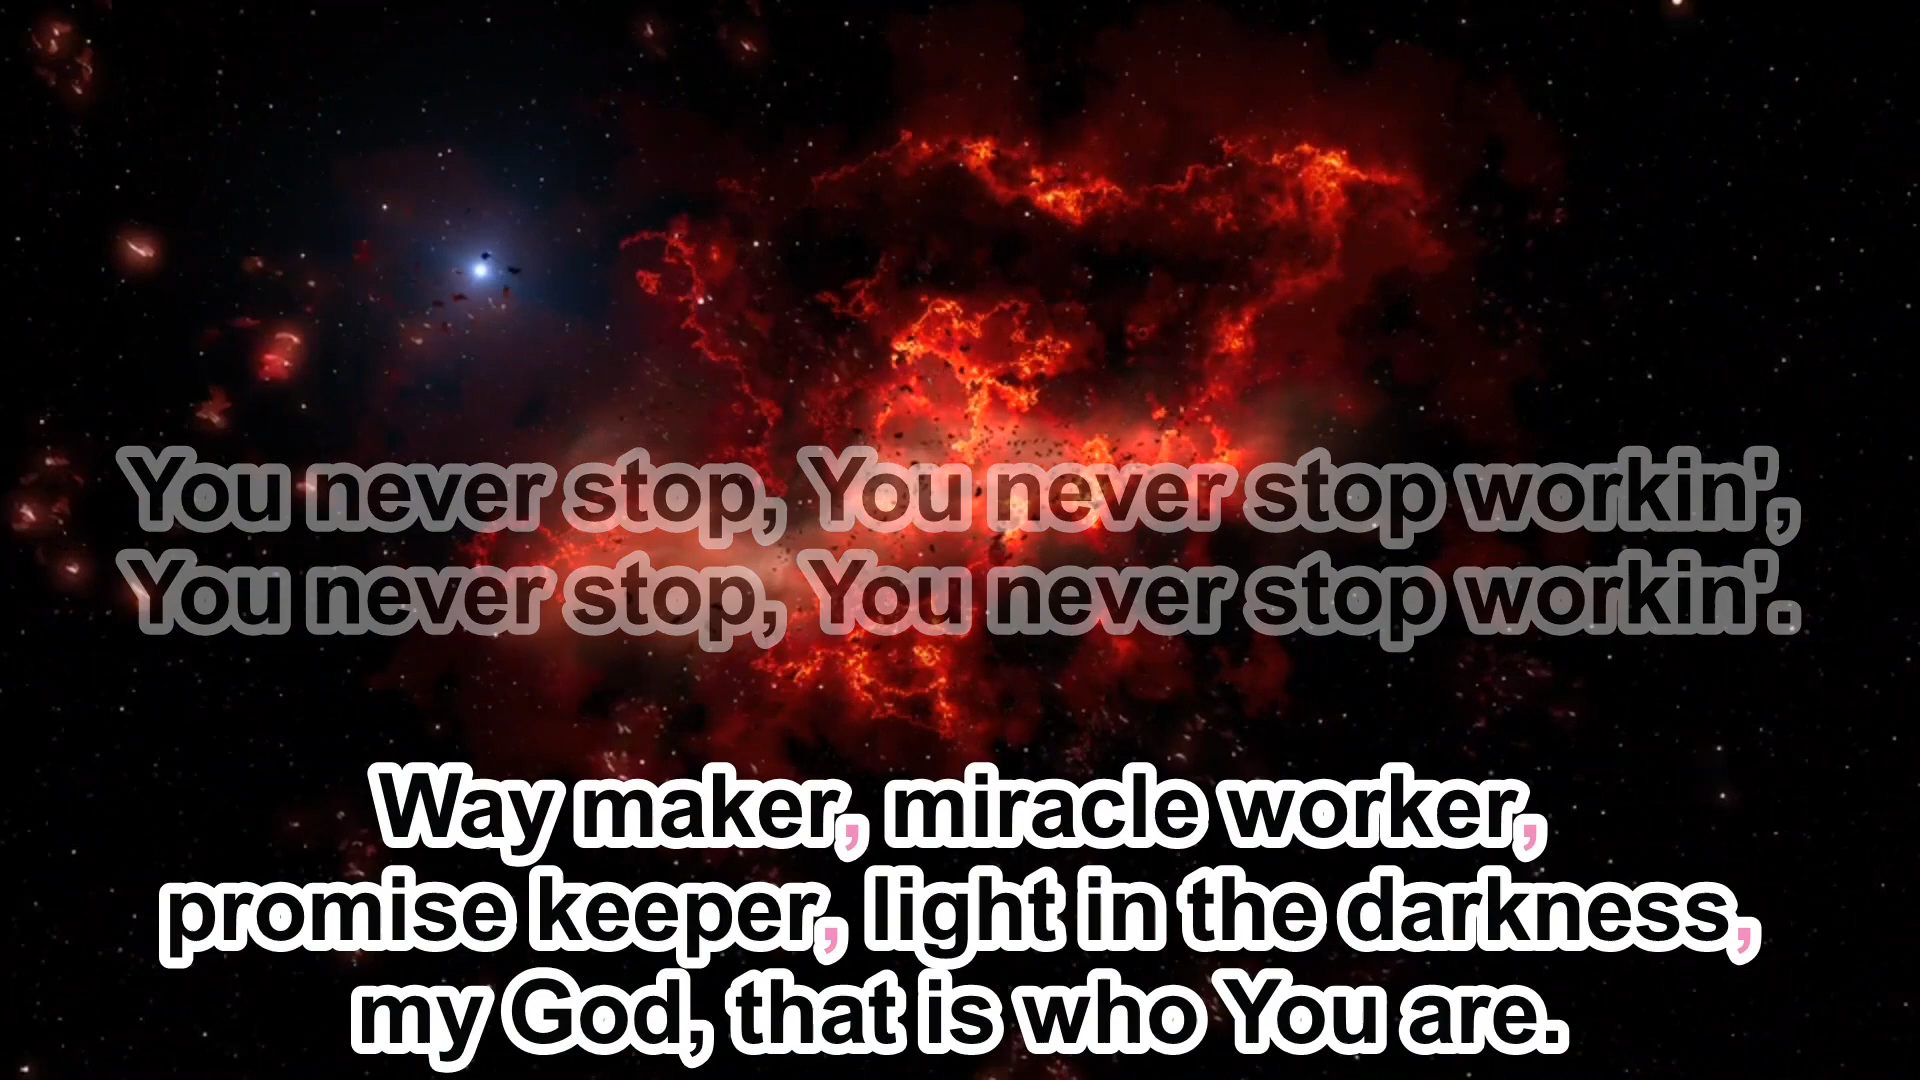 You never stop, You never stop workin',
You never stop, You never stop workin'.
Way maker, miracle worker,
promise keeper, light in the darkness,
my God, that is who You are.